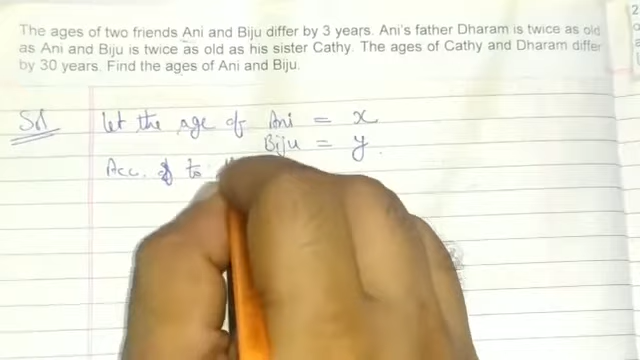 The ages of two friends Ani and Biju differ by 3 years. Ani's father Dharam is twice as old
as Ani and Biju is twice as old as his sister Cathy. The ages of Cathy and Dharam differ
by 30 years. Find the ages of Ani and Biju.
Sol let the age of Ani = x
Biju = y
Acc. to
2